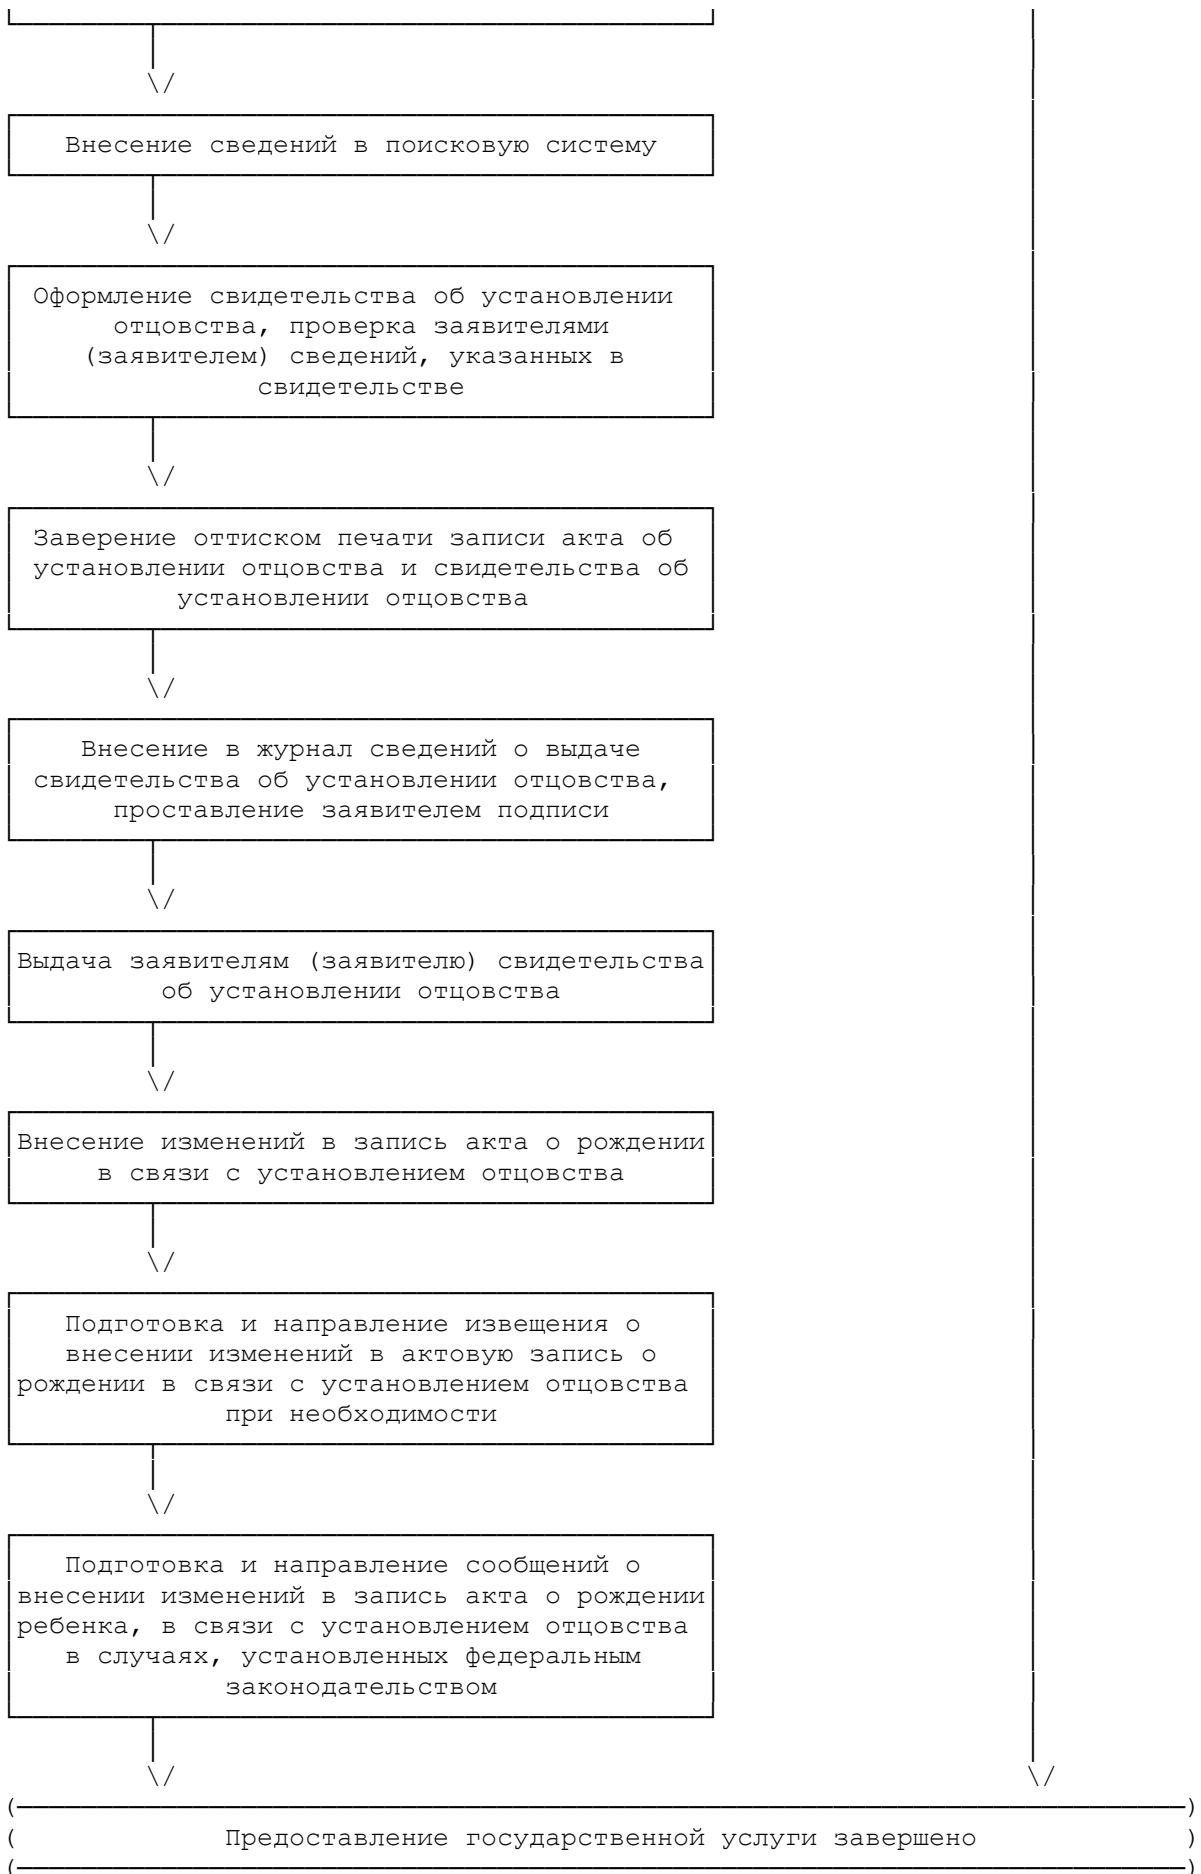 Внесение сведений в поисковую систему
Оформление свидетельства об установлении
отцовства, проверка заявителями
(заявителем) сведений, указанных в
свидетельстве
Заверение оттиском печати записи акта об
установлении отцовства и свидетельства об
установлении отцовства
Внесение в журнал сведений о выдаче
свидетельства об установлении отцовства,
проставление заявителем подписи
Выдача заявителям (заявителю) свидетельства
об установлении отцовства
Внесение изменений в запись акта о рождении
в связи с установлением отцовства
Подготовка и направление извещения о
внесении изменений в актовую запись о
рождении в связи с установлением отцовства
при необходимости
Подготовка и направление сообщений о
внесении изменений в запись акта о рождении
ребенка, в связи с установлением отцовства
в случаях, установленных федеральным
законодательством
Предоставление государственной услуги завершено